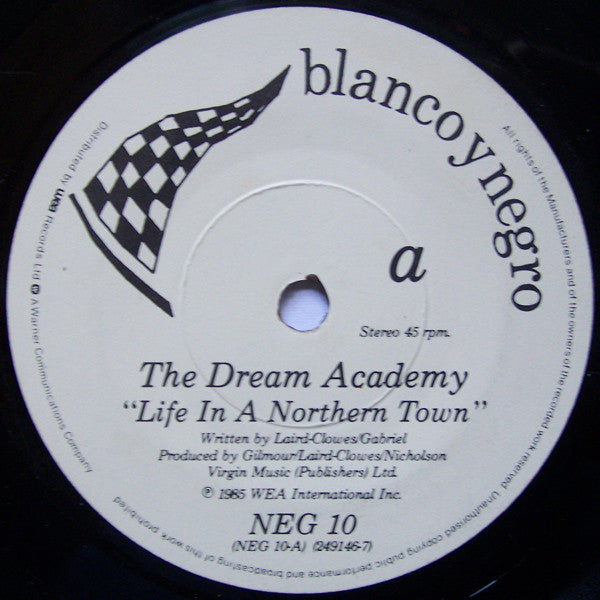 blanco y negro
a
Stereo 45 rpm.
The Dream Academy
“Life In A Northern Town”
Written by Laird-Clowes/Gabriel
Produced by Gilmour/Laird-Clowes/Nicholson
Virgin Music (Publishers) Ltd.
℗ 1985 WEA International Inc.
NEG 10
(NEG 10-A) (249146-7)
All rights of the Manufacturers and of the owners of the recorded work reserved. Unauthorised copying public performance and broadcasting of this work prohibited
Distributed by wea Records Ltd A Warner Communications Company